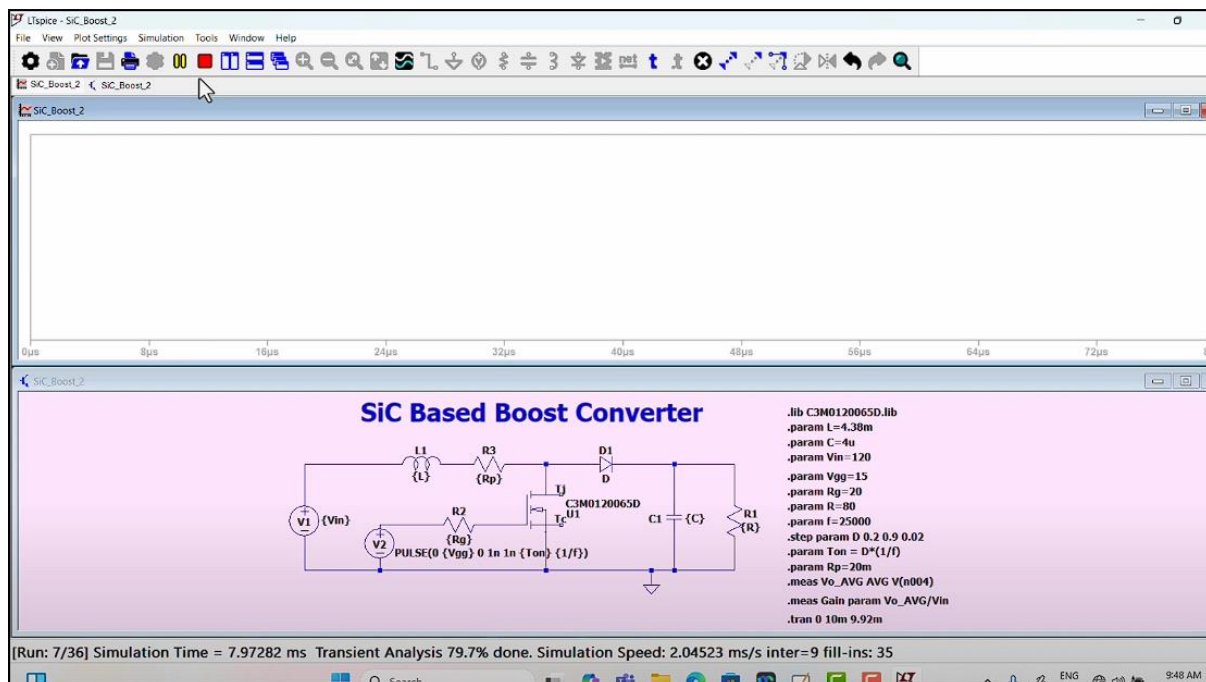 LTspice - SiC_Boost_2
File View Plot Settings Simulation Tools Window Help
SiC_Boost_2 SiC_Boost_2
SiC_Boost_2
0µs 8µs 16µs 24µs 32µs 40µs 48µs 56µs 64µs 72µs
SiC_Boost_2
SiC Based Boost Converter
.lib C3M0120065D.lib
.param L=4.38m
.param C=4u
.param Vin=120
.param Vgg=15
.param Rg=20
.param R=80
.param f=25000
.step param D 0.2 0.9 0.02
.param Ton = D*(1/f)
.param Rp=20m
.meas Vo_AVG AVG V(n004)
.meas Gain param Vo_AVG/Vin
.tran 0 10m 9.92m
L1 R3 D1
{L} {Rp} D
Tj
C3M0120065D
R2 Tc U1 C1 {C} R1
V1 {Vin} {R}
{Rg}
V2 PULSE(0 {Vgg} 0 1n 1n {Ton} {1/f})
[Run: 7/36] Simulation Time = 7.97282 ms Transient Analysis 79.7% done. Simulation Speed: 2.04523 ms/s inter=9 fill-ins: 35
Search ENG 9:48 AM